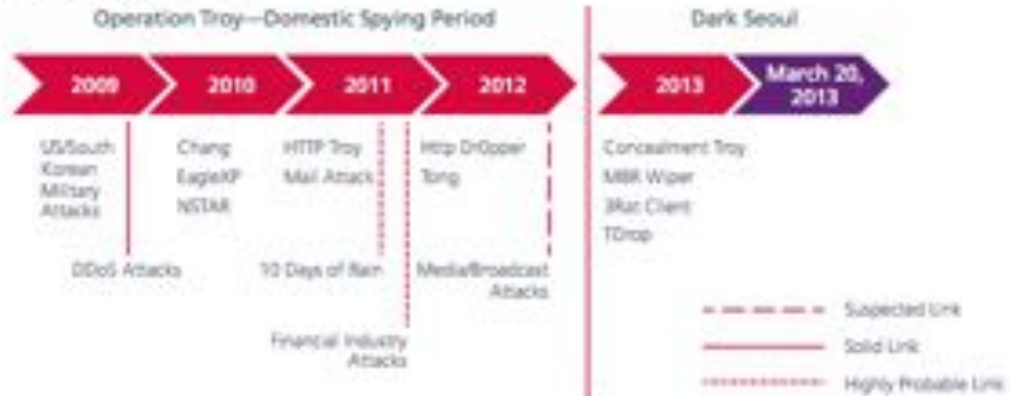 Operation Troy—Domestic Spying Period
Dark Seoul
2009
2010
2011
2012
2013
March 20,
2013
US/South
Korean
Military
Attacks
Chang
EagleXP
NSTAR
HTTP Troy
Mail Attack
Http Dr0pper
Tong
Concealment Troy
MBR Wiper
3Rat Client
TDrop
DDoS Attacks
10 Days of Rain
Media/Broadcast
Attacks
Financial Industry
Attacks
Suspected Link
Solid Link
Highly Probable Link